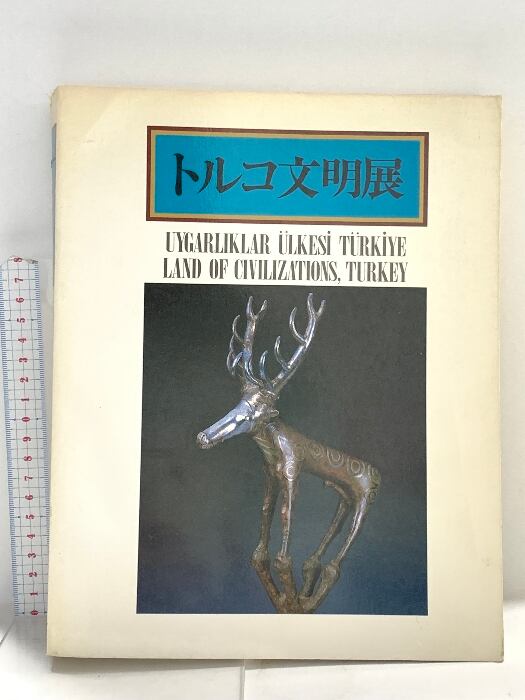 トルコ文明展
UYGARLIKLAR ÜLKESİ TÜRKİYE
LAND OF CIVILIZATIONS, TURKEY